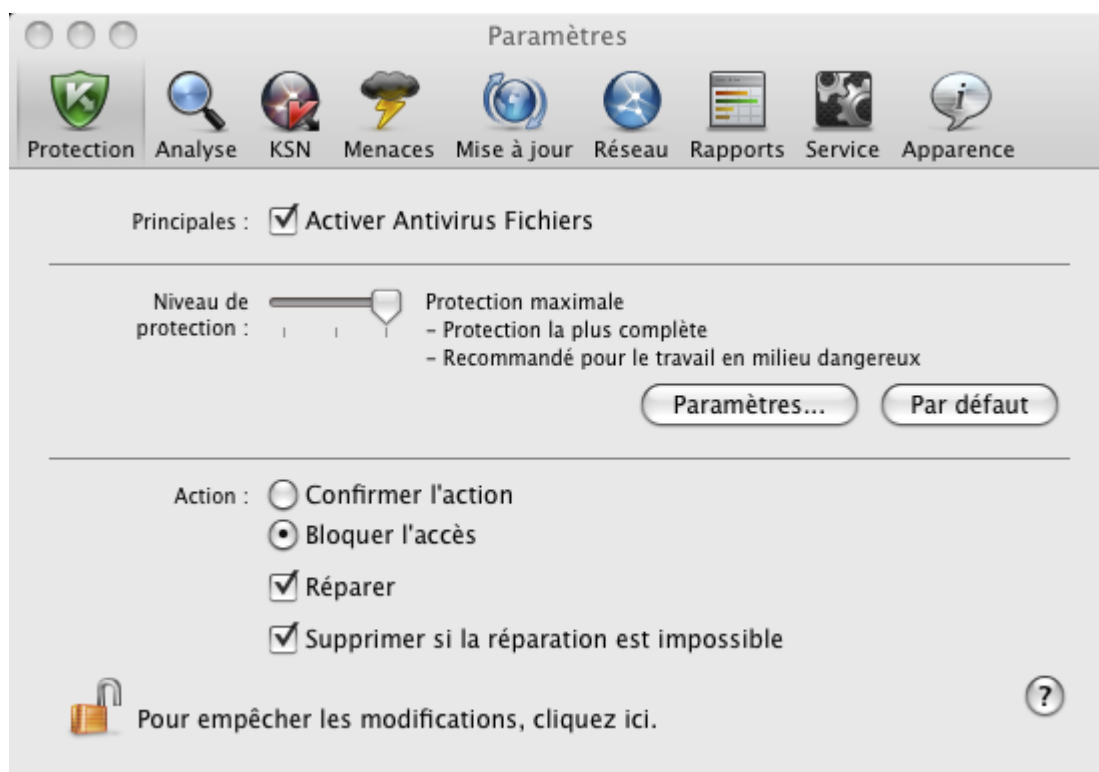 Paramètres
Protection Analyse KSN Menaces Mise à jour Réseau Rapports Service Apparence
Principales : Activer Antivirus Fichiers
Niveau de protection :
Protection maximale
– Protection la plus complète
– Recommandé pour le travail en milieu dangereux
Paramètres... Par défaut
Action : Confirmer l'action
Bloquer l'accès
Réparer
Supprimer si la réparation est impossible
Pour empêcher les modifications, cliquez ici. ?